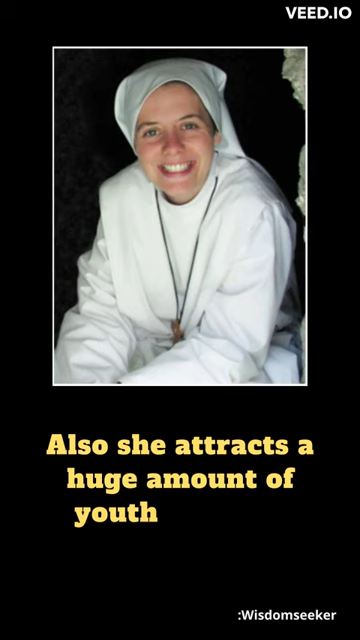 VEED.IO
Also she attracts a
huge amount of
youth
:Wisdomseeker